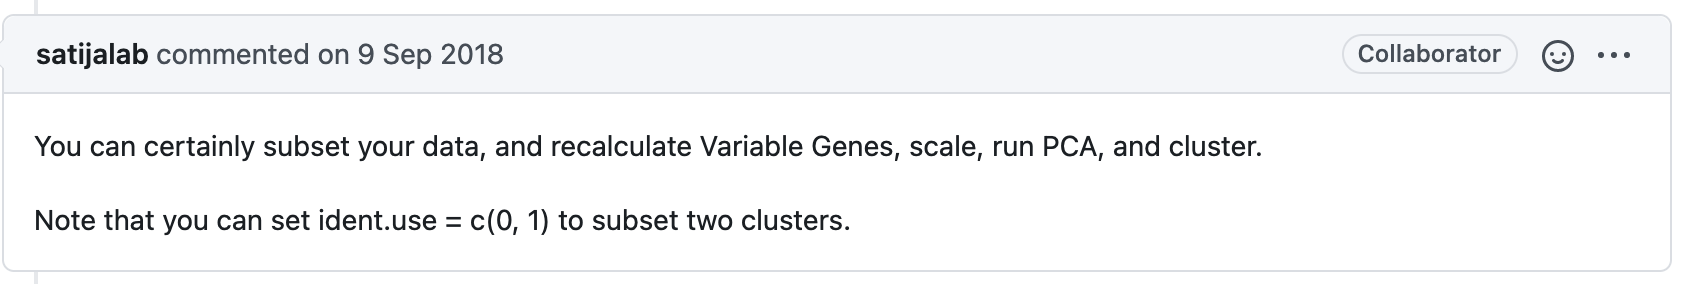 satijalab commented on 9 Sep 2018 Collaborator
You can certainly subset your data, and recalculate Variable Genes, scale, run PCA, and cluster.
Note that you can set ident.use = c(0, 1) to subset two clusters.